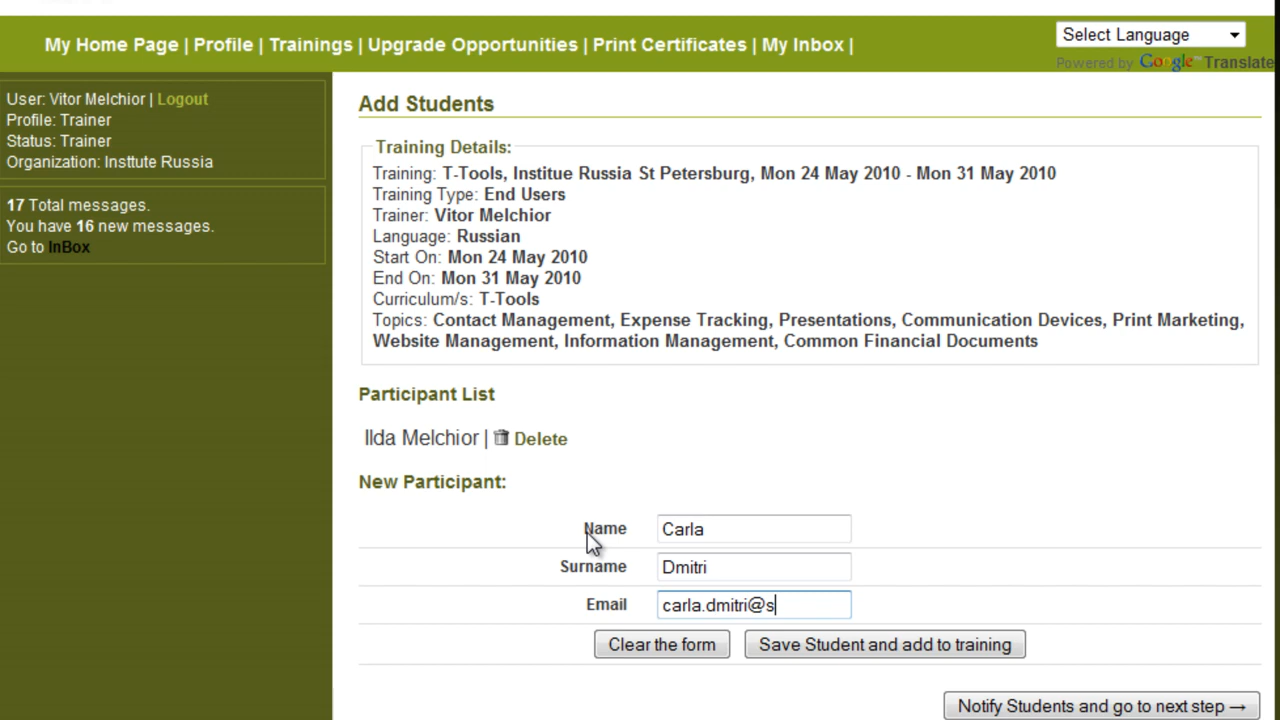 My Home Page | Profile | Trainings | Upgrade Opportunities | Print Certificates | My Inbox |
Select Language
Powered by Google™ Translate
User: Vitor Melchior | Logout
Profile: Trainer
Status: Trainer
Organization: Insttute Russia
17 Total messages.
You have 16 new messages.
Go to InBox
Add Students
Training Details:
Training: T-Tools, Institue Russia St Petersburg, Mon 24 May 2010 - Mon 31 May 2010
Training Type: End Users
Trainer: Vitor Melchior
Language: Russian
Start On: Mon 24 May 2010
End On: Mon 31 May 2010
Curriculum/s: T-Tools
Topics: Contact Management, Expense Tracking, Presentations, Communication Devices, Print Marketing,
Website Management, Information Management, Common Financial Documents
Participant List
Ilda Melchior | Delete
New Participant:
Name Carla
Surname Dmitri
Email carla.dmitri@s
Clear the form Save Student and add to training
Notify Students and go to next step →